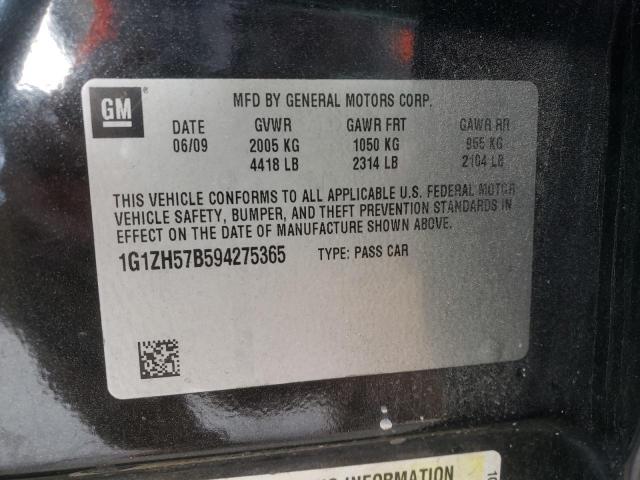 GM
MFD BY GENERAL MOTORS CORP.
DATE GVWR GAWR FRT GAWR RR
06/09 2005 KG 1050 KG 955 KG
4418 LB 2314 LB 2104 LB
THIS VEHICLE CONFORMS TO ALL APPLICABLE U.S. FEDERAL MOTOR
VEHICLE SAFETY, BUMPER, AND THEFT PREVENTION STANDARDS
IN EFFECT ON THE DATE OF MANUFACTURE SHOWN ABOVE.
1G1ZH57B594275365 TYPE: PASS CAR
INFORMATION